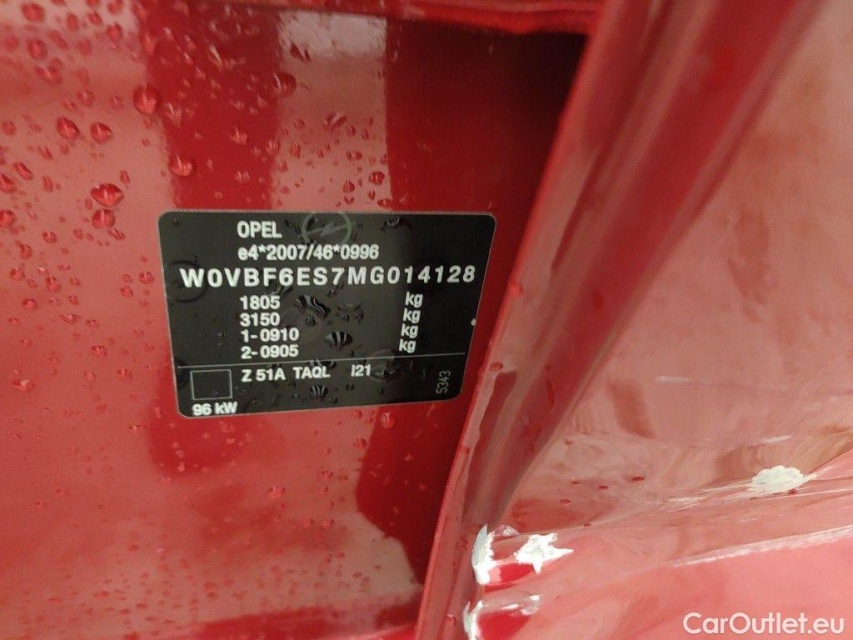 OPEL
e4*2007/46*0996
W0VBF6ES7MG014128
1805 kg
3150 kg
1-0910 kg
2-0905 kg
Z 51A TAQL I21
5343
96 kW
CarOutlet.eu